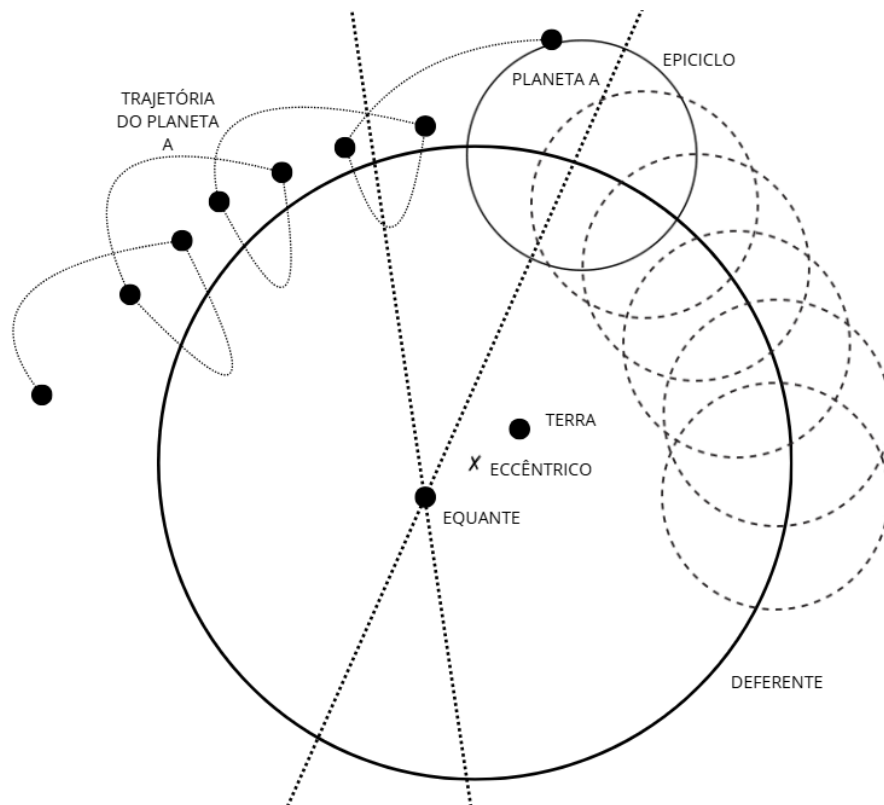 EPICICLO
PLANETA A
TRAJETÓRIA
DO PLANETA
A
TERRA
ECCÊNTRICO
EQUANTE
DEFERENTE